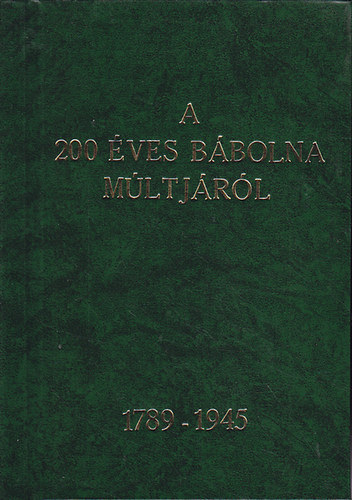 A
200 ÉVES BÁBOLNA
MÚLTJÁRÓL
1789 - 1945